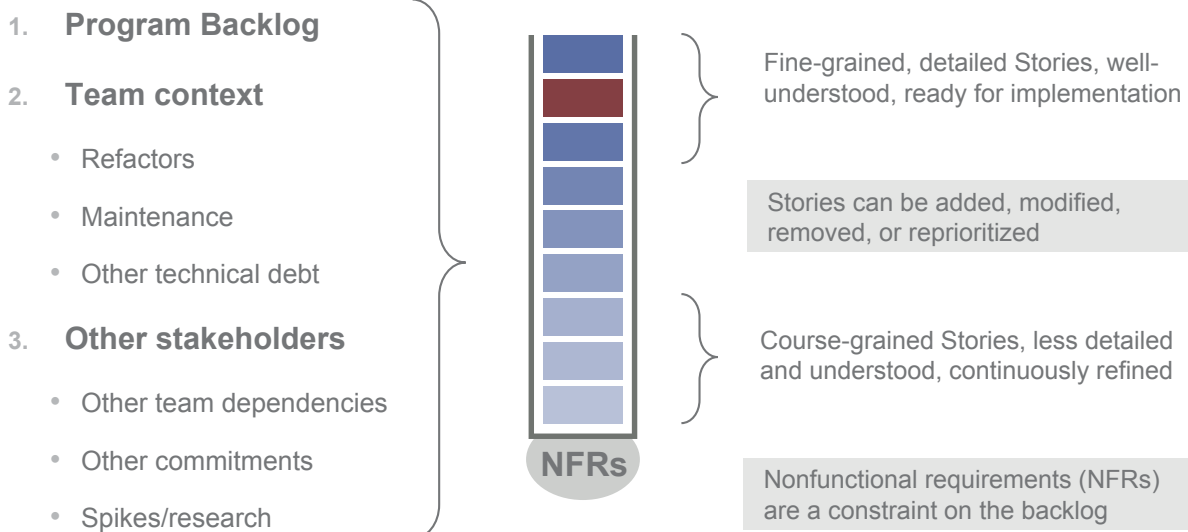 1. Program Backlog
2. Team context
• Refactors
• Maintenance
• Other technical debt
3. Other stakeholders
• Other team dependencies
• Other commitments
• Spikes/research
NFRs
Fine-grained, detailed Stories, well-
understood, ready for implementation
Stories can be added, modified,
removed, or reprioritized
Course-grained Stories, less detailed
and understood, continuously refined
Nonfunctional requirements (NFRs)
are a constraint on the backlog